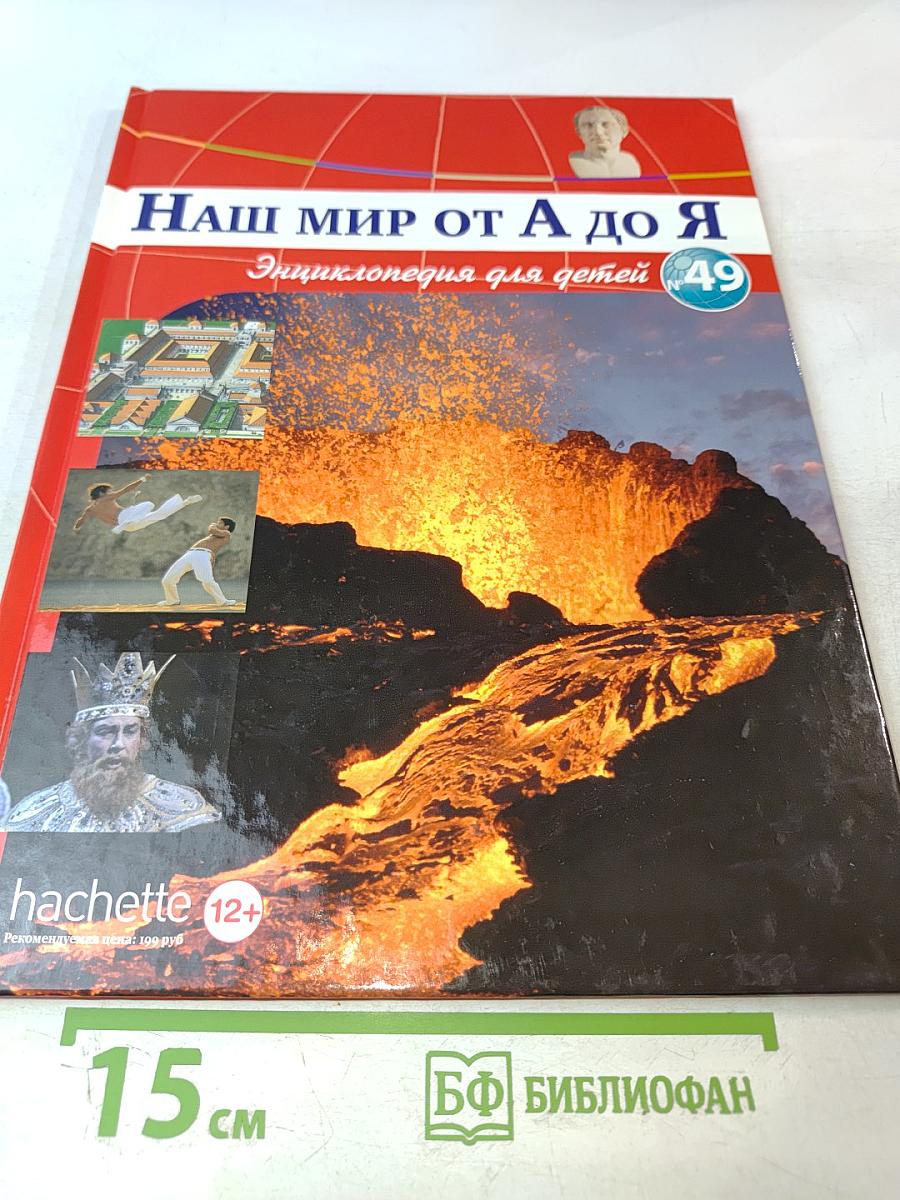 Наш мир от А до Я
Энциклопедия для детей
№49
hachette
12+
Рекомендуемая цена: 199 руб
15 см
БФ БИБЛИОФАН